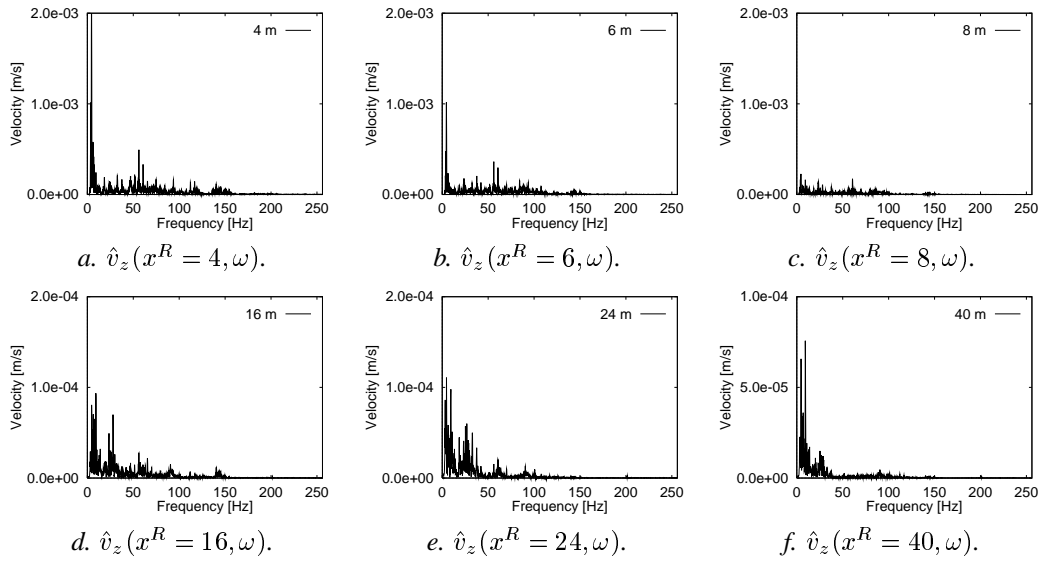 2.0e-03
1.0e-03
0.0e+00
Velocity [m/s]
4 m
0 50 100 150 200 250
Frequency [Hz]
a. v̂_z(x^R = 4, ω).
2.0e-03
1.0e-03
0.0e+00
Velocity [m/s]
6 m
0 50 100 150 200 250
Frequency [Hz]
b. v̂_z(x^R = 6, ω).
2.0e-03
1.0e-03
0.0e+00
Velocity [m/s]
8 m
0 50 100 150 200 250
Frequency [Hz]
c. v̂_z(x^R = 8, ω).
2.0e-04
1.0e-04
0.0e+00
Velocity [m/s]
16 m
0 50 100 150 200 250
Frequency [Hz]
d. v̂_z(x^R = 16, ω).
2.0e-04
1.0e-04
0.0e+00
Velocity [m/s]
24 m
0 50 100 150 200 250
Frequency [Hz]
e. v̂_z(x^R = 24, ω).
1.0e-04
5.0e-05
0.0e+00
Velocity [m/s]
40 m
0 50 100 150 200 250
Frequency [Hz]
f. v̂_z(x^R = 40, ω).